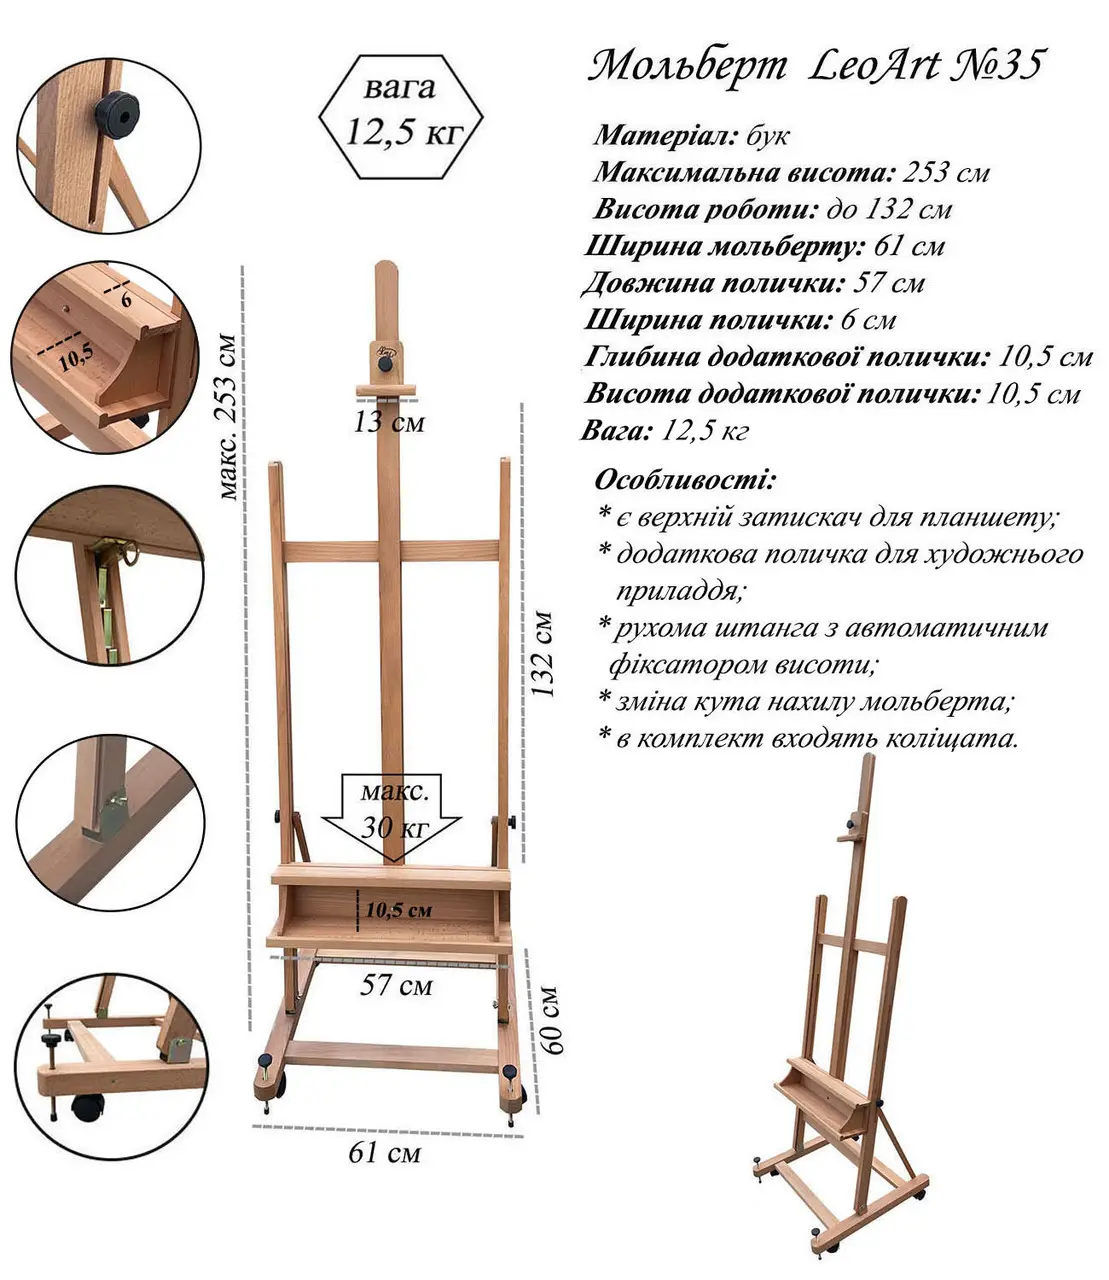 Мольберт LeoArt №35
вага
12,5 кг
Матеріал: бук
Максимальна висота: 253 см
Висота роботи: до 132 см
Ширина мольберту: 61 см
Довжина полички: 57 см
Ширина полички: 6 см
Глибина додаткової полички: 10,5 см
Висота додаткової полички: 10,5 см
Вага: 12,5 кг
Особливості:
* є верхній затискач для планшету;
* додаткова поличка для художнього
приладдя;
* рухома штанга з автоматичним
фіксатором висоти;
* зміна кута нахилу мольберта;
* в комплект входять коліщата.
6
10,5
макс. 253 см
13 см
132 см
макс.
30 кг
10,5 см
57 см
60 см
61 см